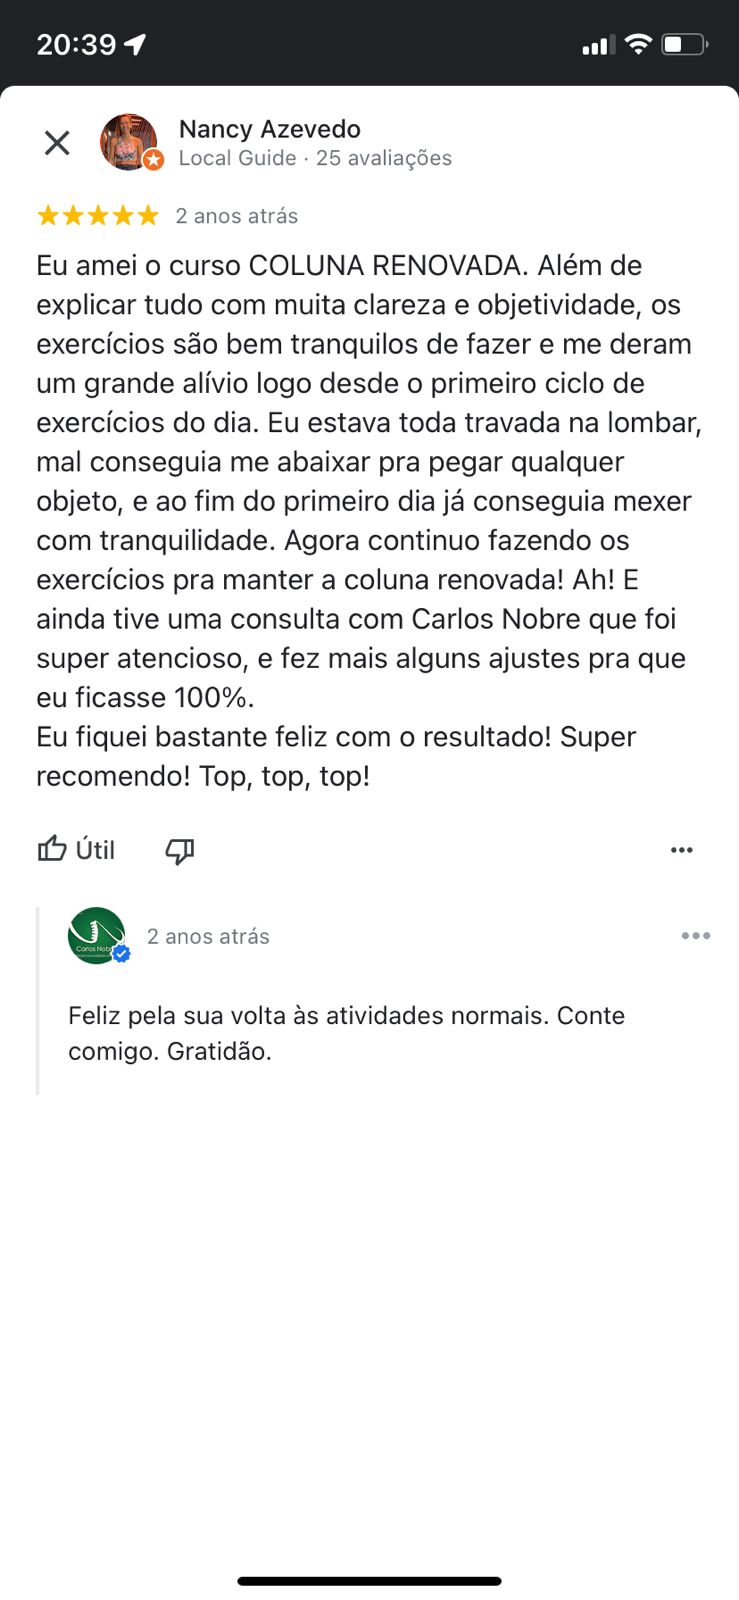 20:39
Nancy Azevedo
Local Guide · 25 avaliações
2 anos atrás
Eu amei o curso COLUNA RENOVADA. Além de
explicar tudo com muita clareza e objetividade, os
exercícios são bem tranquilos de fazer e me deram
um grande alívio logo desde o primeiro ciclo de
exercícios do dia. Eu estava toda travada na lombar,
mal conseguia me abaixar pra pegar qualquer
objeto, e ao fim do primeiro dia já conseguia mexer
com tranquilidade. Agora continuo fazendo os
exercícios pra manter a coluna renovada! Ah! E
ainda tive uma consulta com Carlos Nobre que foi
super atencioso, e fez mais alguns ajustes pra que
eu ficasse 100%.
Eu fiquei bastante feliz com o resultado! Super
recomendo! Top, top, top!
Útil
Carlos
2 anos atrás
Feliz pela sua volta às atividades normais. Conte
comigo. Gratidão.